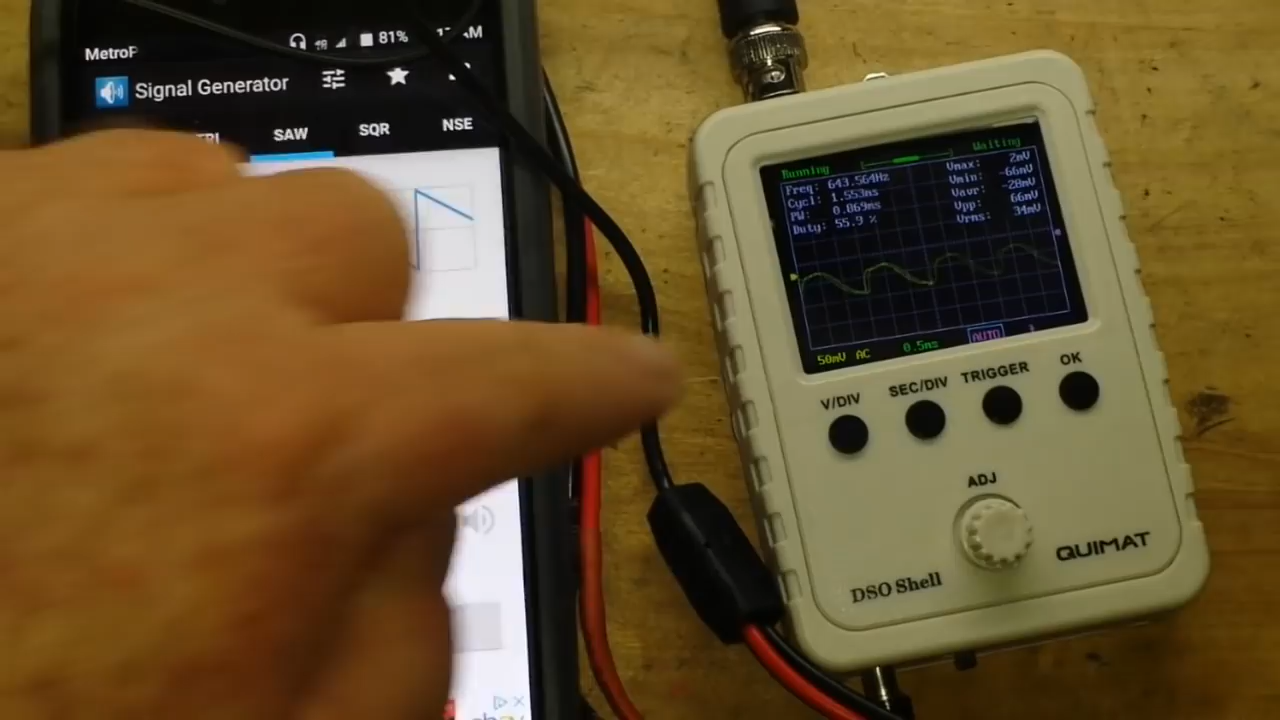 MetroP
81%
Signal Generator
SAW SQR NSE
Running
Waiting
Freq: 643.564Hz
Cycl: 1.553ms
PW: 0.869ms
Duty: 55.9 %
Vmax: 2mV
Vmin: -66mV
Vavr: -28mV
Vpp: 66mV
Vrms: 34mV
50mV AC 0.5ms AUTO
V/DIV SEC/DIV TRIGGER OK
ADJ
DSO Shell QUIMAT